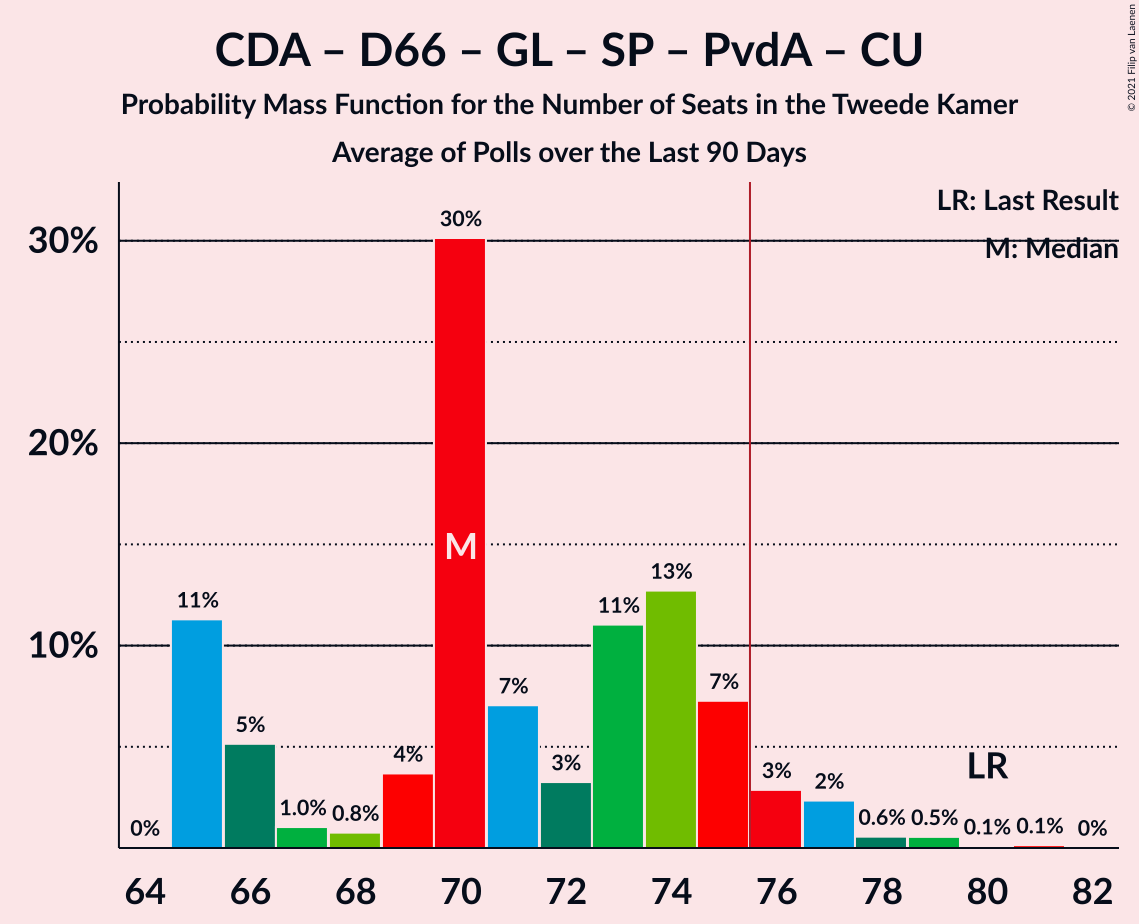 CDA – D66 – GL – SP – PvdA – CU
Probability Mass Function for the Number of Seats in the Tweede Kamer
Average of Polls over the Last 90 Days
© 2021 Filip van Laenen
LR: Last Result
M: Median
30%
20%
10%
0%
11%
5%
1.0%
0.8%
4%
30%
M
7%
3%
11%
13%
7%
3%
2%
0.6%
0.5%
LR
0.1%
0.1%
0%
64 66 68 70 72 74 76 78 80 82